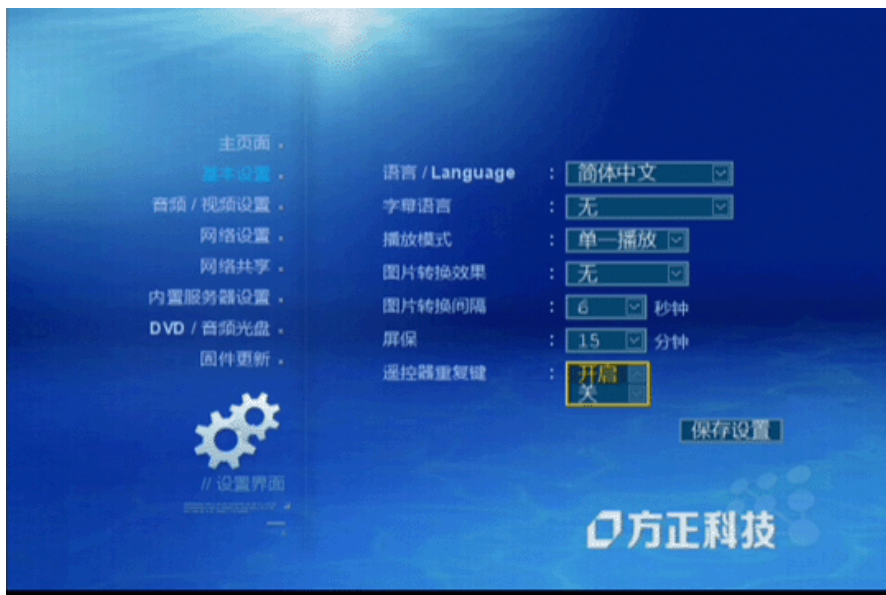 主页面
基本设置
音频 / 视频设置
网络设置
网络共享
内置服务器设置
DVD / 音频光盘
固件更新
// 设置界面
语言 / Language : 简体中文
字幕语言 : 无
播放模式 : 单一播放
图片转换效果 : 无
图片转换间隔 : 6 秒钟
屏保 : 15 分钟
遥控器重复键 : 开启
关
保存设置
方正科技